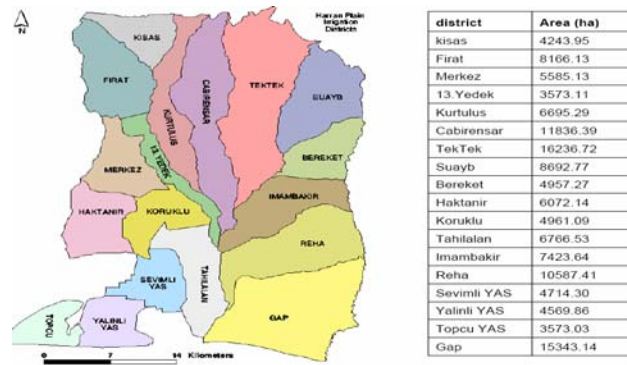 N
Harran Plain
Irrigation
Districts
KISAS
FIRAT
KURTULUS
CABIRENSAR
TEKTEK
SUAYB
MERKEZ
13. YEDEK
BEREKET
HAKTANIR
KORUKLU
IMAMBAKIR
REHA
SEVIMLI
YAS
TAHILALAN
GAP
TOPCU
YALINLI
YAS
0 7 14 Kilometers
district Area (ha)
kisas 4243.95
Firat 8166.13
Merkez 5585.13
13.Yedek 3573.11
Kurtulus 6695.29
Cabirensar 11836.39
TekTek 16236.72
Suayb 8692.77
Bereket 4957.27
Haktanir 6072.14
Koruklu 4961.09
Tahilalan 6766.53
Imambakir 7423.64
Reha 10587.41
Sevimli YAS 4714.30
Yalinli YAS 4569.86
Topcu YAS 3573.03
Gap 15343.14